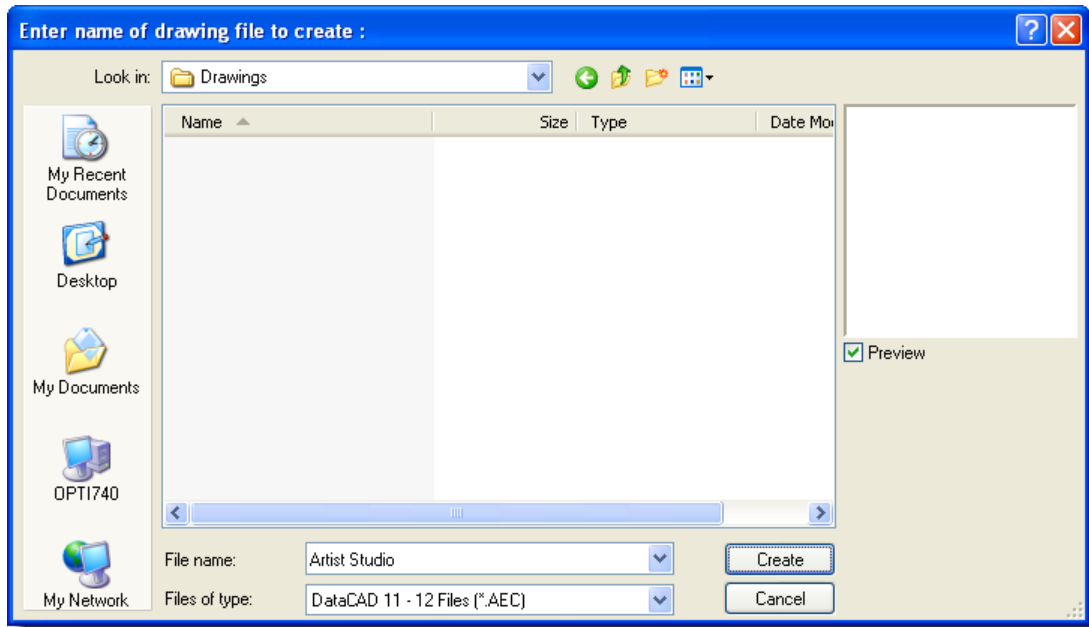 Enter name of drawing file to create :
Look in: Drawings
Name Size Type Date Mo
My Recent
Documents
Desktop
My Documents
OPTI740
My Network
Preview
File name: Artist Studio Create
Files of type: DataCAD 11 - 12 Files (*.AEC) Cancel